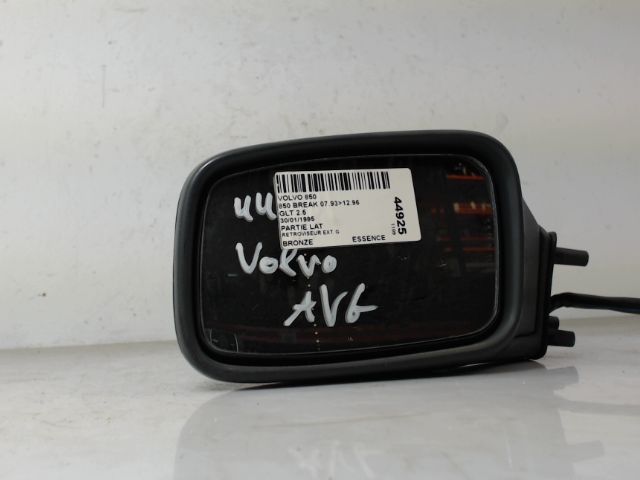 VOLVO 850
850 BREAK 07.93>12.96
GLT 2.5
30/01/1995
PARTIE LAT
RETROVISEUR EXT. G
BRONZE ESSENCE
44925
Volvo
AVG